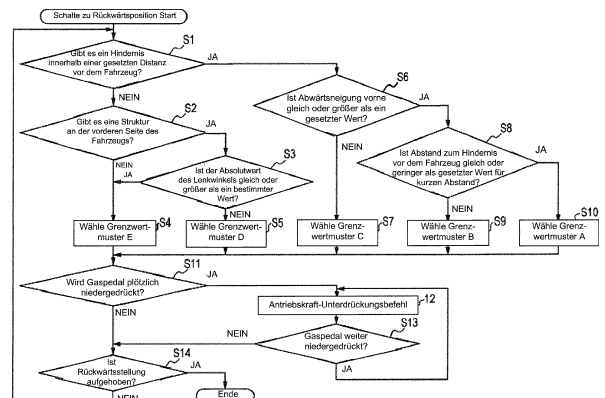 Schalte zu Rückwärtsposition Start
S1
Gibt es ein Hindernis
innerhalb einer gesetzten Distanz
vor dem Fahrzeug?
JA
NEIN
S2
Gibt es eine Struktur
an der vorderen Seite des
Fahrzeugs?
JA
NEIN
S3
Ist der Absolutwert
des Lenkwinkels gleich oder
größer als ein bestimmter
Wert?
JA
NEIN
S6
Ist Abwärtsneigung vorne
gleich oder größer als ein
gesetzter Wert?
JA
NEIN
S8
Ist Abstand zum Hindernis
vor dem Fahrzeug gleich oder
geringer als gesetzter Wert für
kurzen Abstand?
JA
NEIN
S4
Wähle Grenzwert-
muster E
S5
Wähle Grenzwert-
muster D
S7
Wähle Grenz-
wertmuster C
S9
Wähle Grenz-
wertmuster B
S10
Wähle Grenz-
wertmuster A
S11
Wird Gaspedal plötzlich
niedergedrückt?
JA
NEIN
Antriebskraft-Unterdrückungsbefehl
12
S13
Gaspedal weiter
niedergedrückt?
NEIN
JA
S14
Ist
Rückwärtsstellung
aufgehoben?
JA
NEIN
Ende